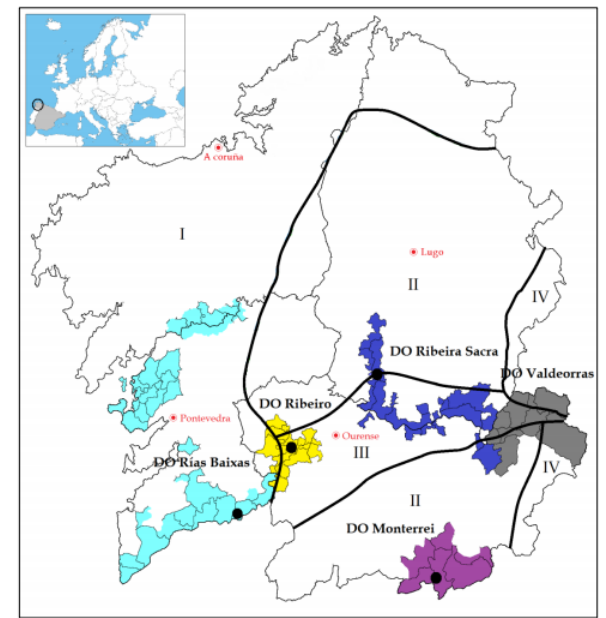 A coruña
I
Lugo
II
IV
DO Ribeira Sacra
DO Valdeorras
DO Ribeiro
Pontevedra
Ourense
III
DO Rías Baixas
IV
II
DO Monterrei